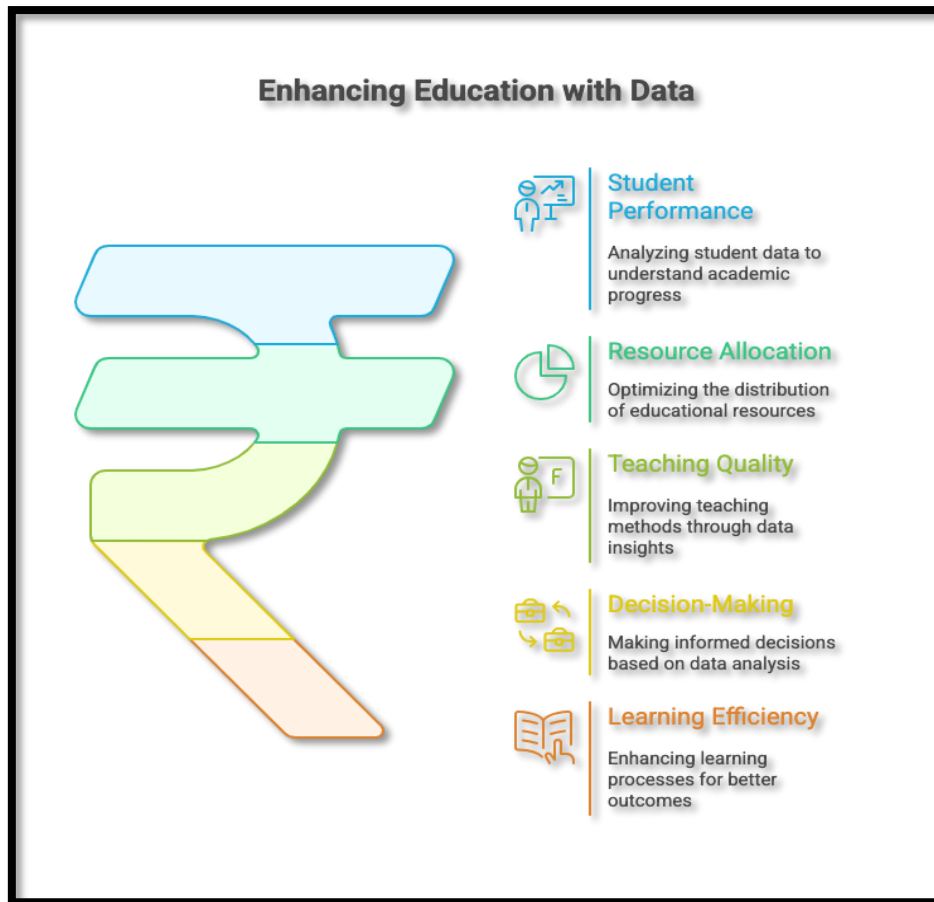 Enhancing Education with Data
Student
Performance
Analyzing student data to
understand academic
progress
Resource Allocation
Optimizing the distribution
of educational resources
Teaching Quality
F
Improving teaching
methods through data
insights
Decision-Making
Making informed decisions
based on data analysis
Learning Efficiency
Enhancing learning
processes for better
outcomes